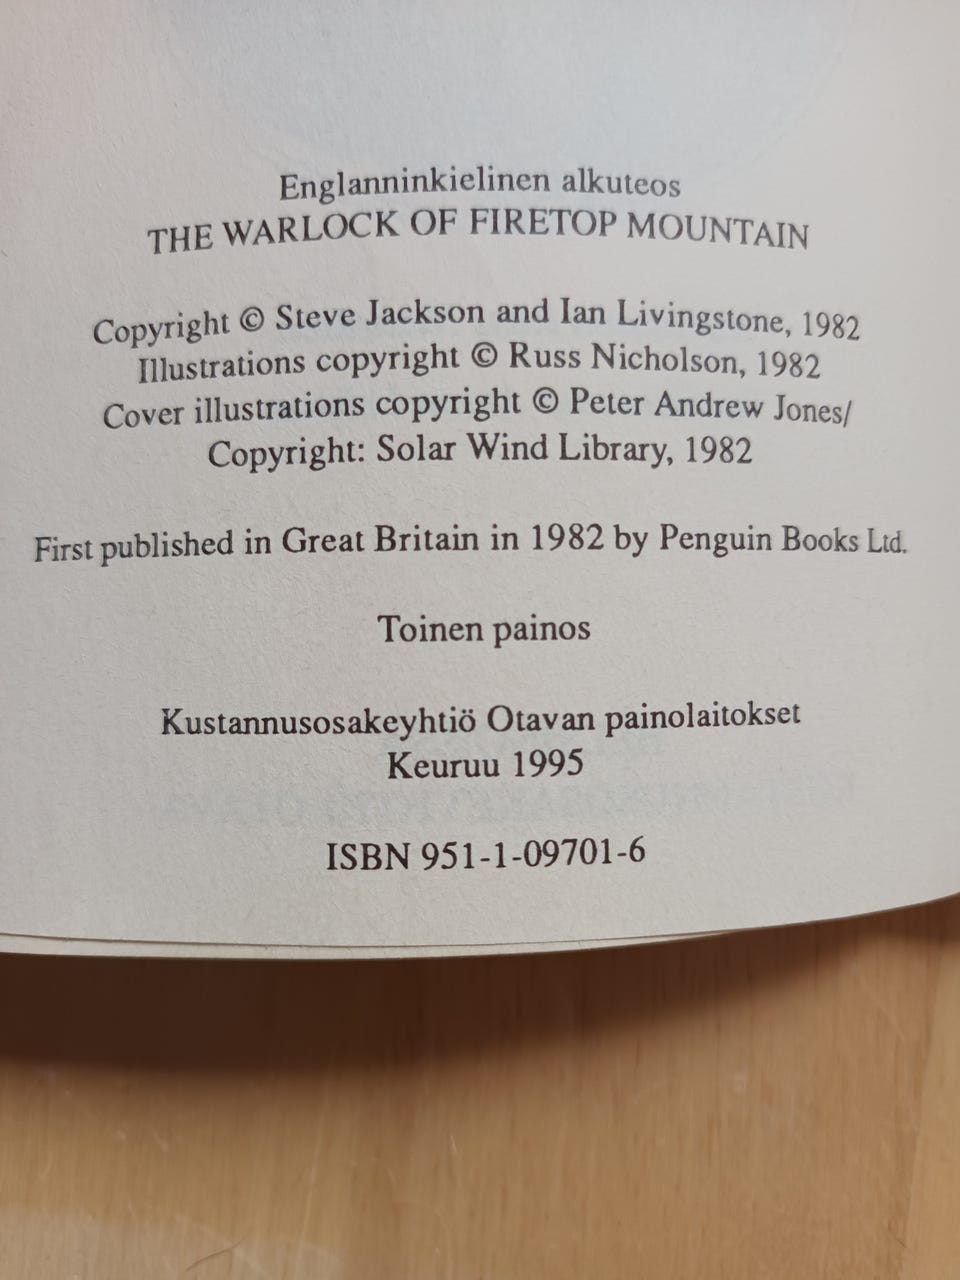 Englanninkielinen alkuteos
THE WARLOCK OF FIRETOP MOUNTAIN
Copyright © Steve Jackson and Ian Livingstone, 1982
Illustrations copyright © Russ Nicholson, 1982
Cover illustrations copyright © Peter Andrew Jones/
Copyright: Solar Wind Library, 1982
First published in Great Britain in 1982 by Penguin Books Ltd.
Toinen painos
Kustannusosakeyhtiö Otavan painolaitokset
Keuruu 1995
ISBN 951-1-09701-6